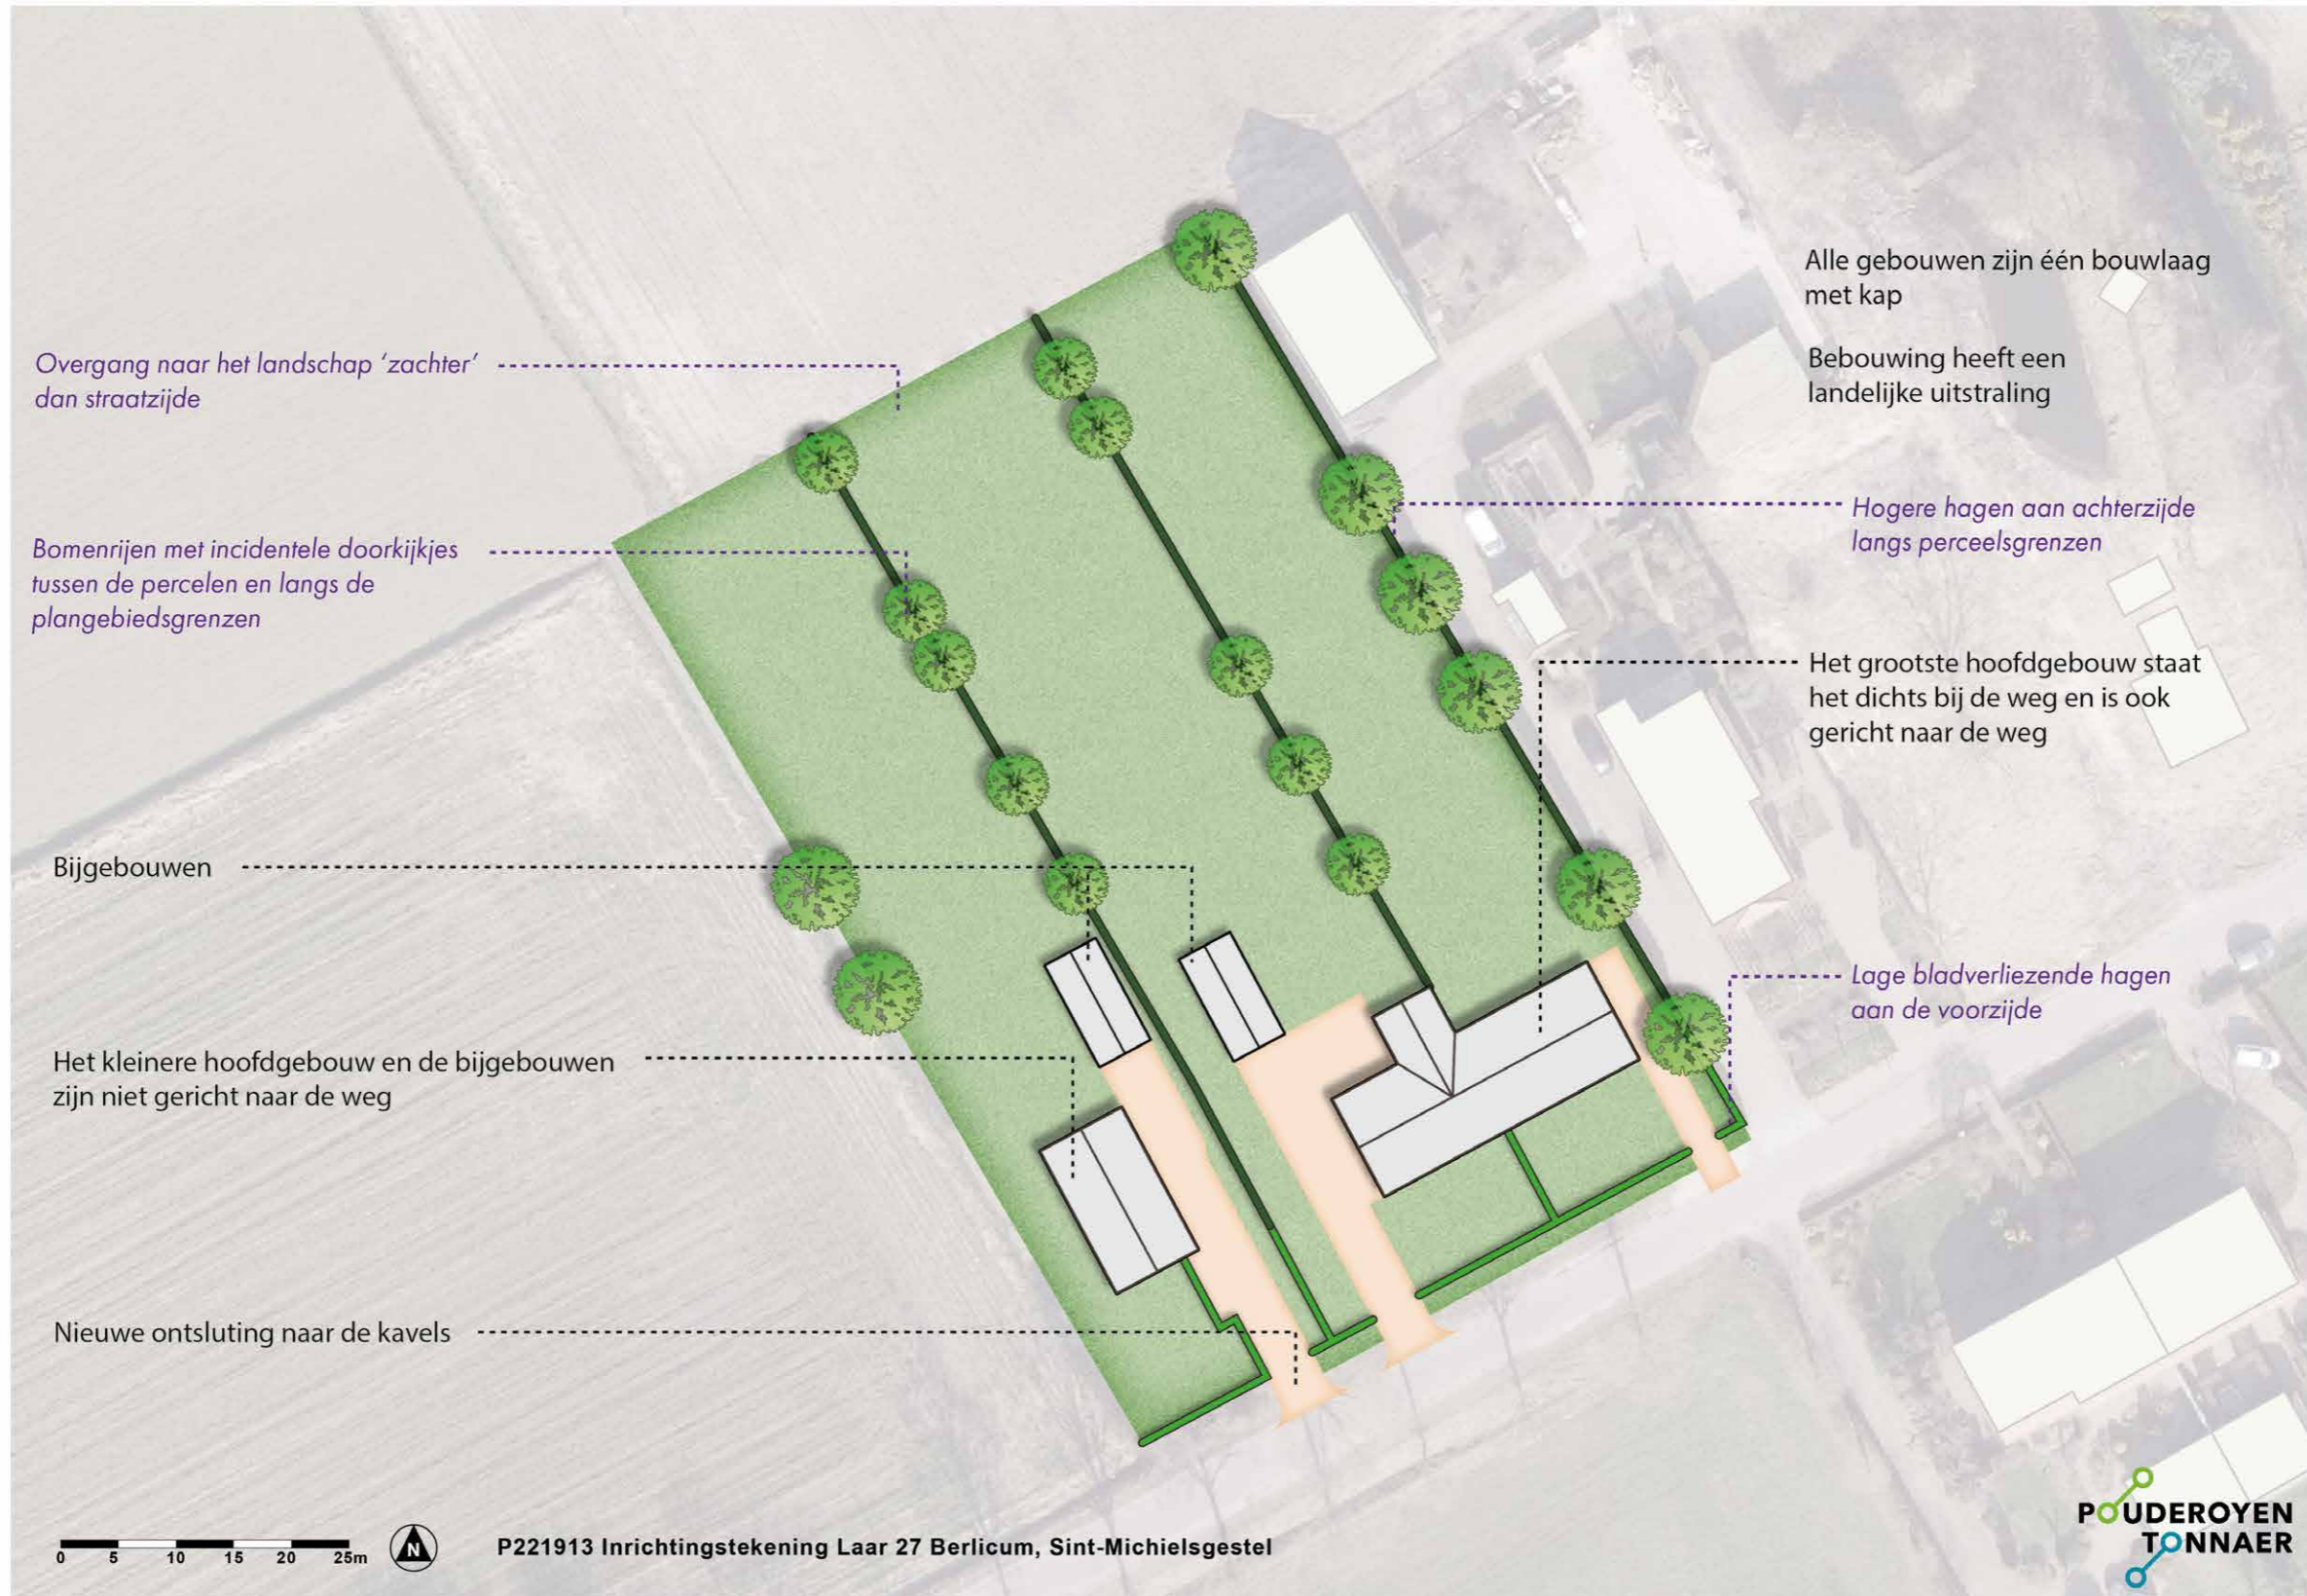 Alle gebouwen zijn één bouwlaag
met kap
Bebouwing heeft een
landelijke uitstraling
Overgang naar het landschap ‘zachter’
dan straatzijde
Hogere hagen aan achterzijde
langs perceelsgrenzen
Bomenrijen met incidentele doorkijkjes
tussen de percelen en langs de
plangebiedsgrenzen
Het grootste hoofdgebouw staat
het dichts bij de weg en is ook
gericht naar de weg
Bijgebouwen
Lage bladverliezende hagen
aan de voorzijde
Het kleinere hoofdgebouw en de bijgebouwen
zijn niet gericht naar de weg
Nieuwe ontsluting naar de kavels
0 5 10 15 20 25m
N
P221913 Inrichtingstekening Laar 27 Berlicum, Sint-Michielsgestel
POUDEROYEN
TONNAER